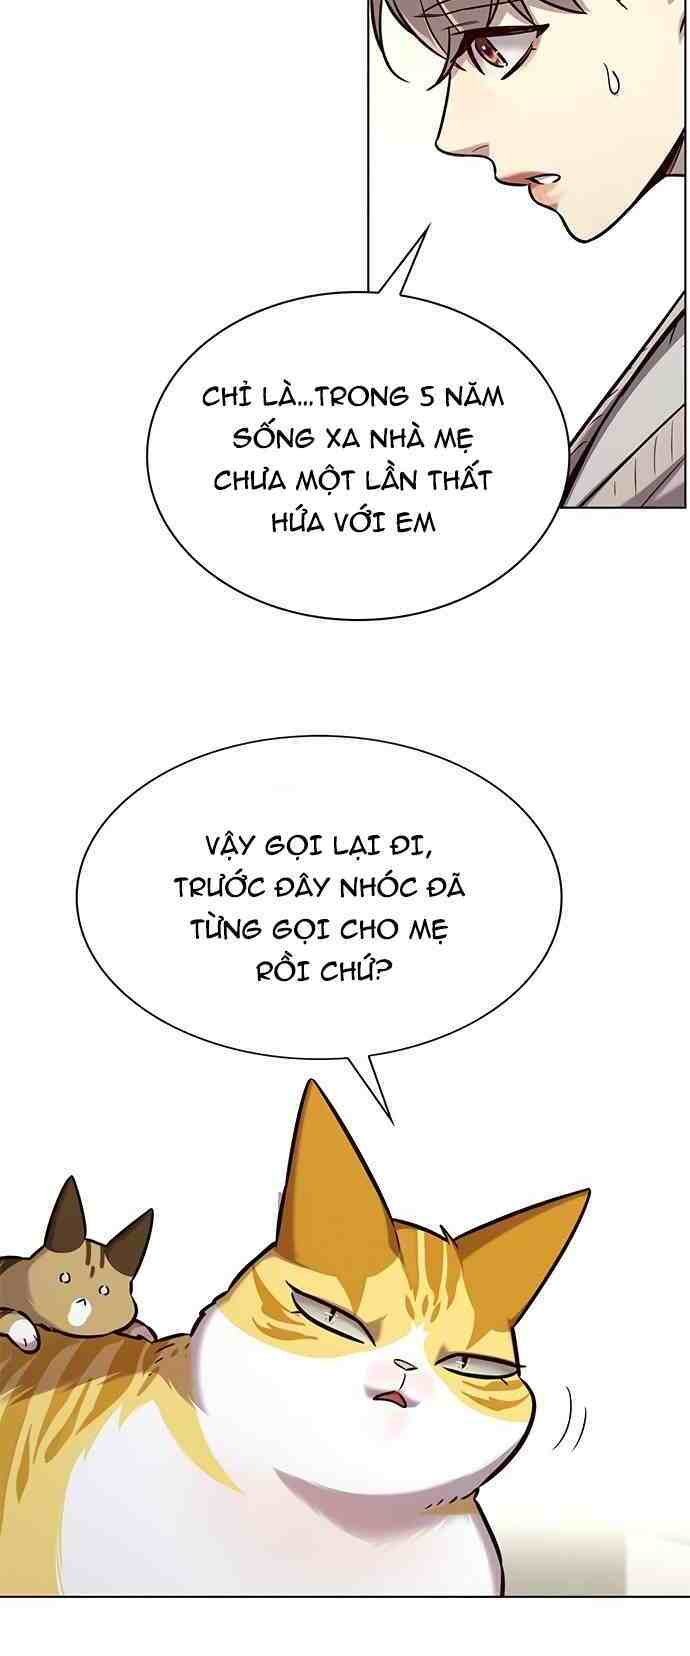 CHỈ LÀ...TRONG 5 NĂM
SỐNG XA NHÀ MẸ
CHƯA MỘT LẦN THẤT
HỨA VỚI EM
VẬY GỌI LẠI ĐI,
TRƯỚC ĐÂY NHÓC ĐÃ
TỪNG GỌI CHO MẸ
RỒI CHỨ?